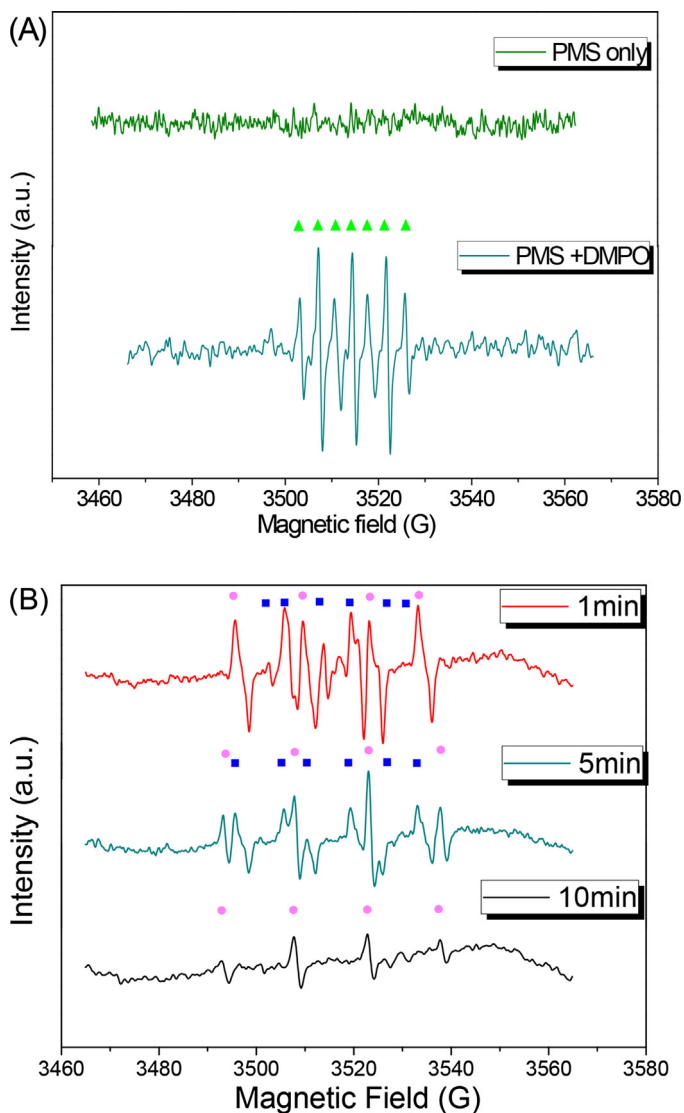 (A)
PMS only
PMS +DMPO
Intensity (a.u.)
3460 3480 3500 3520 3540 3560 3580
Magnetic field (G)
(B)
1min
5min
10min
Intensity (a.u.)
3460 3480 3500 3520 3540 3560 3580
Magnetic Field (G)